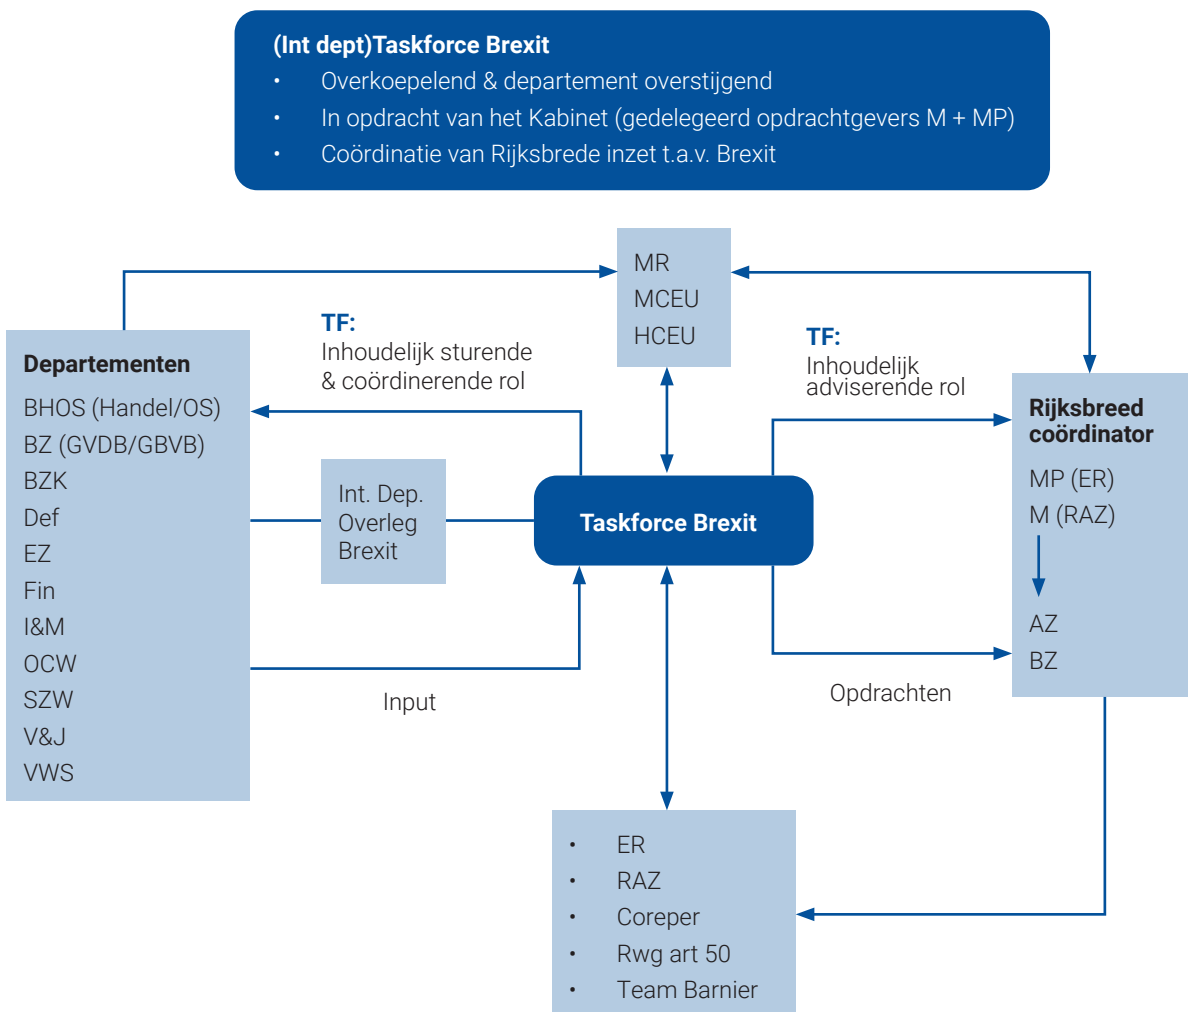 (Int dept)Taskforce Brexit
• Overkoepelend & departement overstijgend
• In opdracht van het Kabinet (gedelegeerd opdrachtgevers M + MP)
• Coördinatie van Rijksbrede inzet t.a.v. Brexit
MR
MCEU
HCEU
TF:
Inhoudelijk sturende
& coördinerende rol
TF:
Inhoudelijk
adviserende rol
Departementen
BHOS (Handel/OS)
BZ (GVDB/GBVB)
BZK
Def
EZ
Fin
I&M
OCW
SZW
V&J
VWS
Int. Dep.
Overleg
Brexit
Taskforce Brexit
Rijksbreed
coördinator
MP (ER)
M (RAZ)
AZ
BZ
Input
Opdrachten
• ER
• RAZ
• Coreper
• Rwg art 50
• Team Barnier